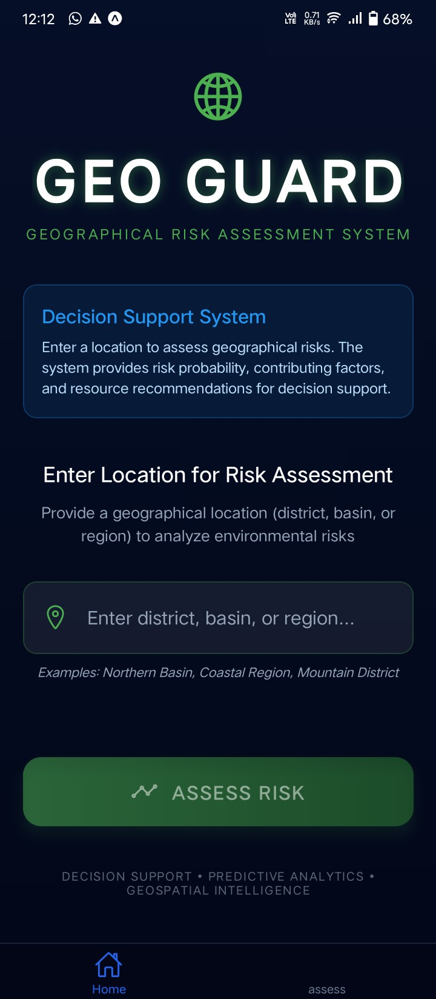 12:12 Vo) LTE 0.71 KB/s 68%
GEO GUARD
GEOGRAPHICAL RISK ASSESSMENT SYSTEM
Decision Support System
Enter a location to assess geographical risks. The
system provides risk probability, contributing factors,
and resource recommendations for decision support.
Enter Location for Risk Assessment
Provide a geographical location (district, basin, or
region) to analyze environmental risks
Enter district, basin, or region...
Examples: Northern Basin, Coastal Region, Mountain District
ASSESS RISK
DECISION SUPPORT • PREDICTIVE ANALYTICS •
GEOSPATIAL INTELLIGENCE
Home assess